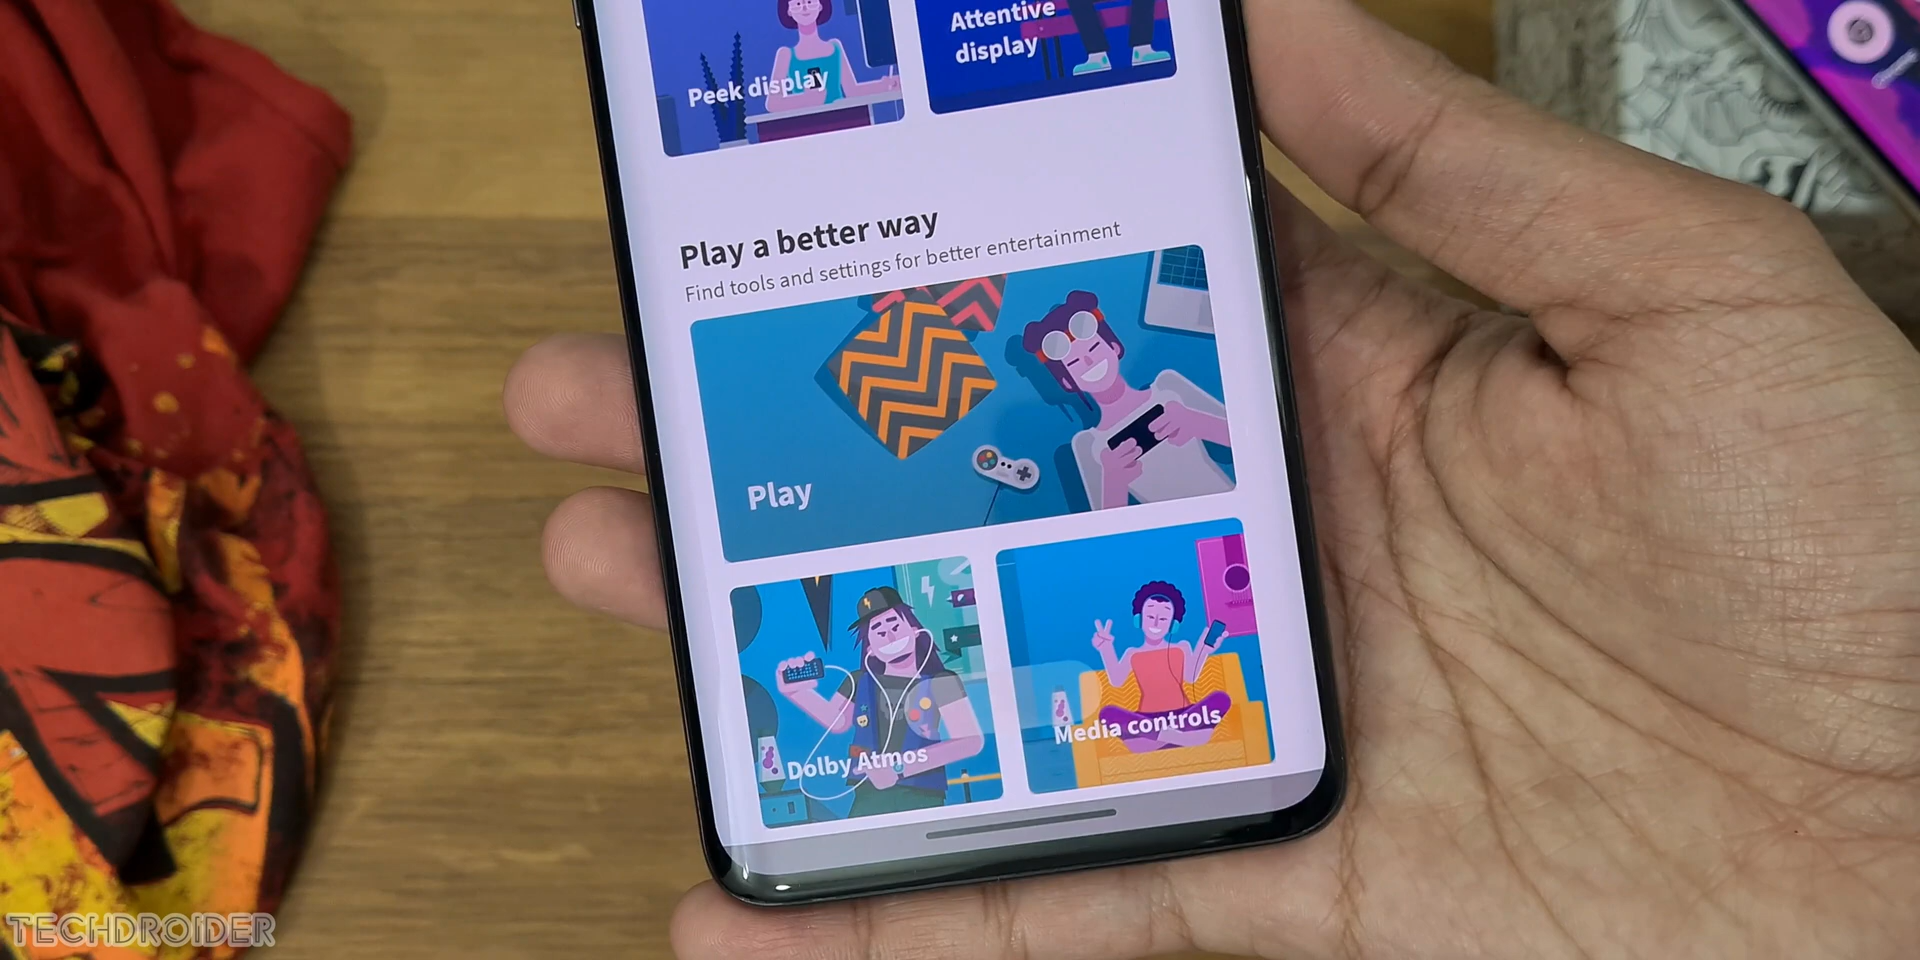 Peek display
Attentive
display
Play a better way
Find tools and settings for better entertainment
Play
Dolby Atmos
Media controls
TECHDROIDER